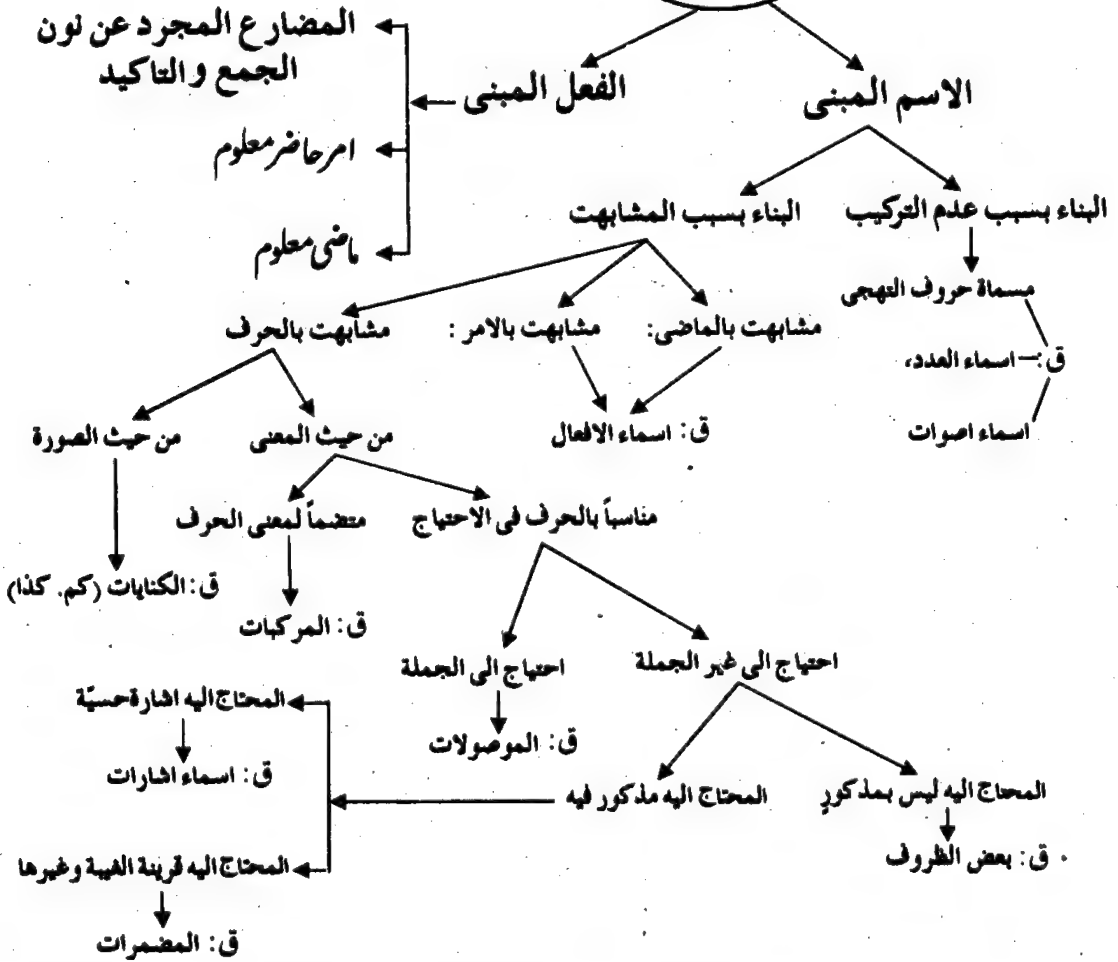 المضارع المجرد عن نون
الجمع والتاكيد
الاسم المبنى
الفعل المبنى
امر حاضر معلوم
ماضى معلوم
البناء بسبب عدم التركيب
البناء بسبب المشابهت
مسماة حروف التهجى
ق: اسماء العدد،
اسماء اصوات
مشابهت بالماضى:
مشابهت بالامر:
مشابهت بالحرف
ق: اسماء الافعال
من حيث المعنى
من حيث الصورة
مناسباً بالحرف فى الاحتياج
متضماً لمعنى الحرف
ق: الكنايات (كم. كذا)
ق: المركبات
احتياج الى غير الجملة
احتياج الى الجملة
ق: الموصولات
المحتاج اليه ليس بمذكورٍ
المحتاج اليه مذكور فيه
ق: بعض الظروف
المحتاج اليه اشارة حسيّة
ق: اسماء اشارات
المحتاج اليه قرينة الغيبة وغيرها
ق: المضمرات